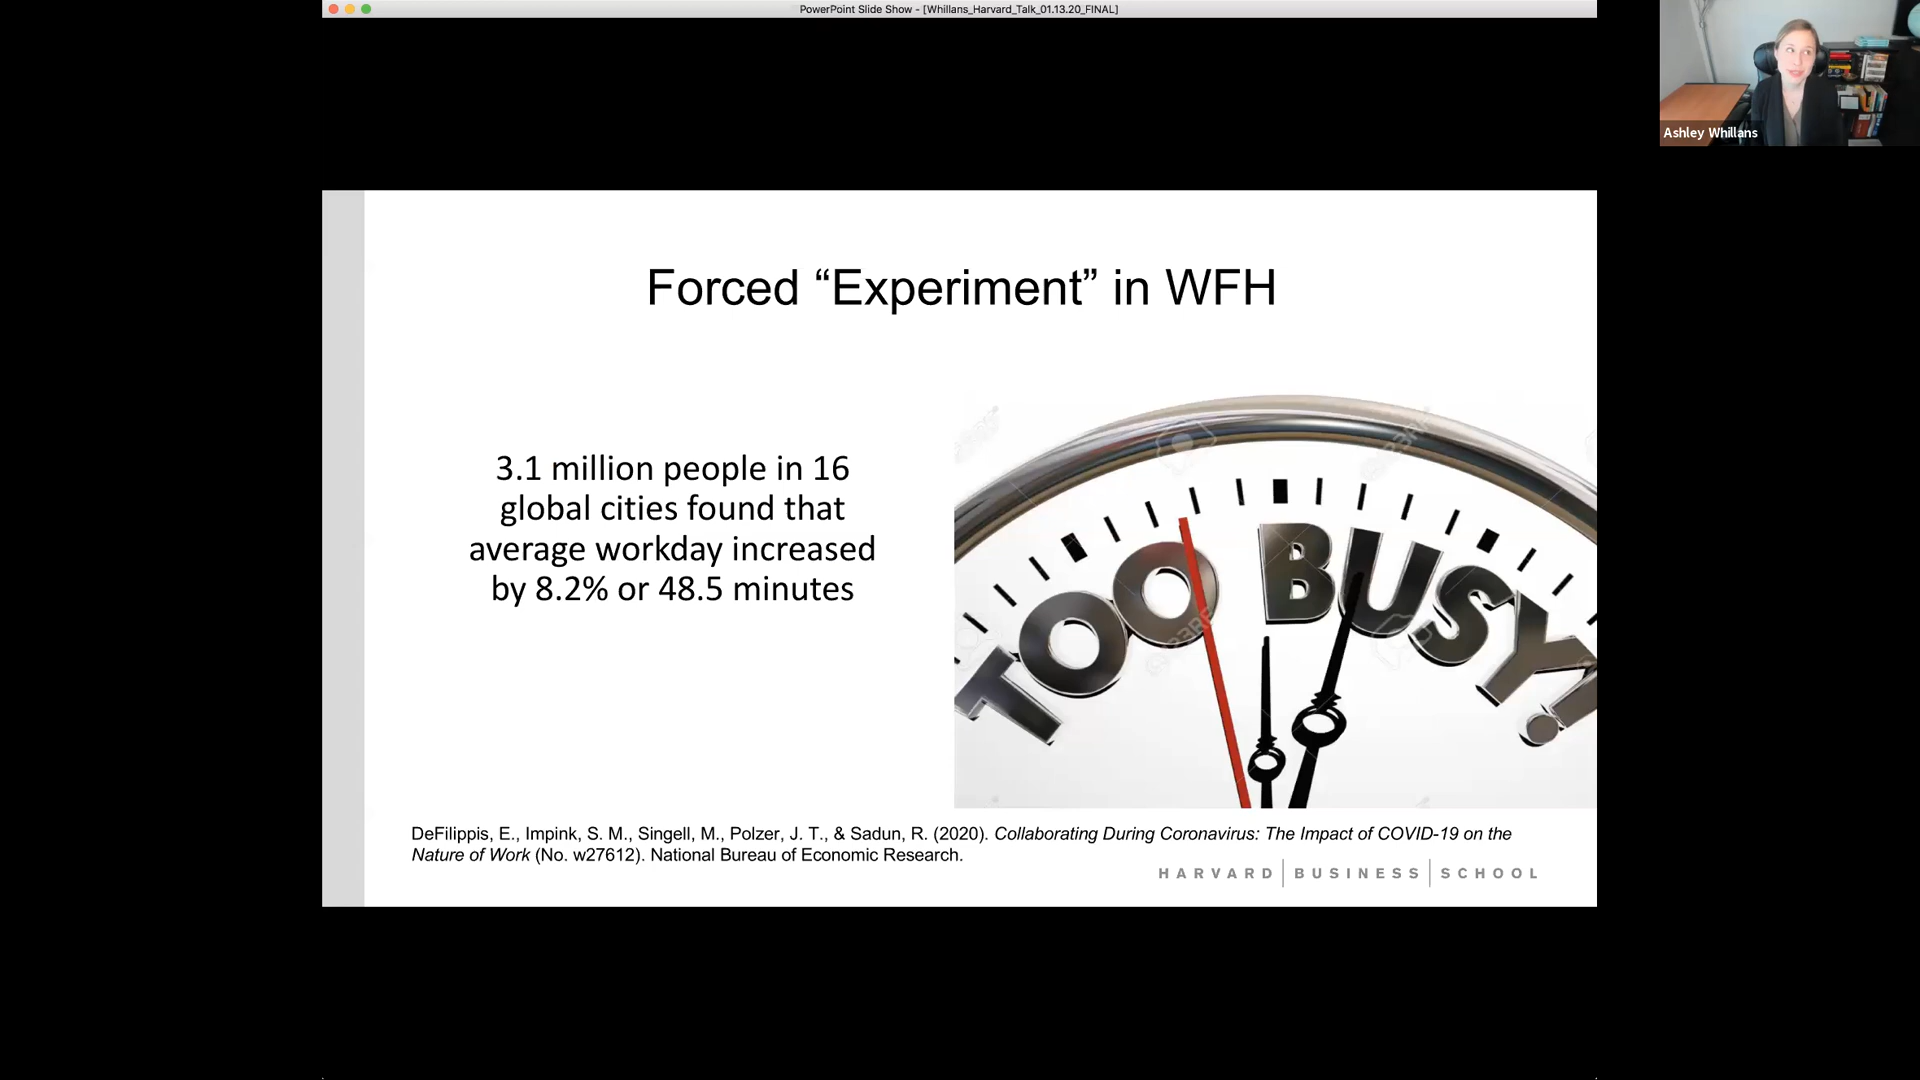 PowerPoint Slide Show - [Whillans_Harvard_Talk_01.13.20_FINAL]
Ashley Whillans
Forced “Experiment” in WFH
3.1 million people in 16
global cities found that
average workday increased
by 8.2% or 48.5 minutes
TOO BUSY!
DeFilippis, E., Impink, S. M., Singell, M., Polzer, J. T., & Sadun, R. (2020). Collaborating During Coronavirus: The Impact of COVID-19 on the
Nature of Work (No. w27612). National Bureau of Economic Research.
HARVARD | BUSINESS | SCHOOL